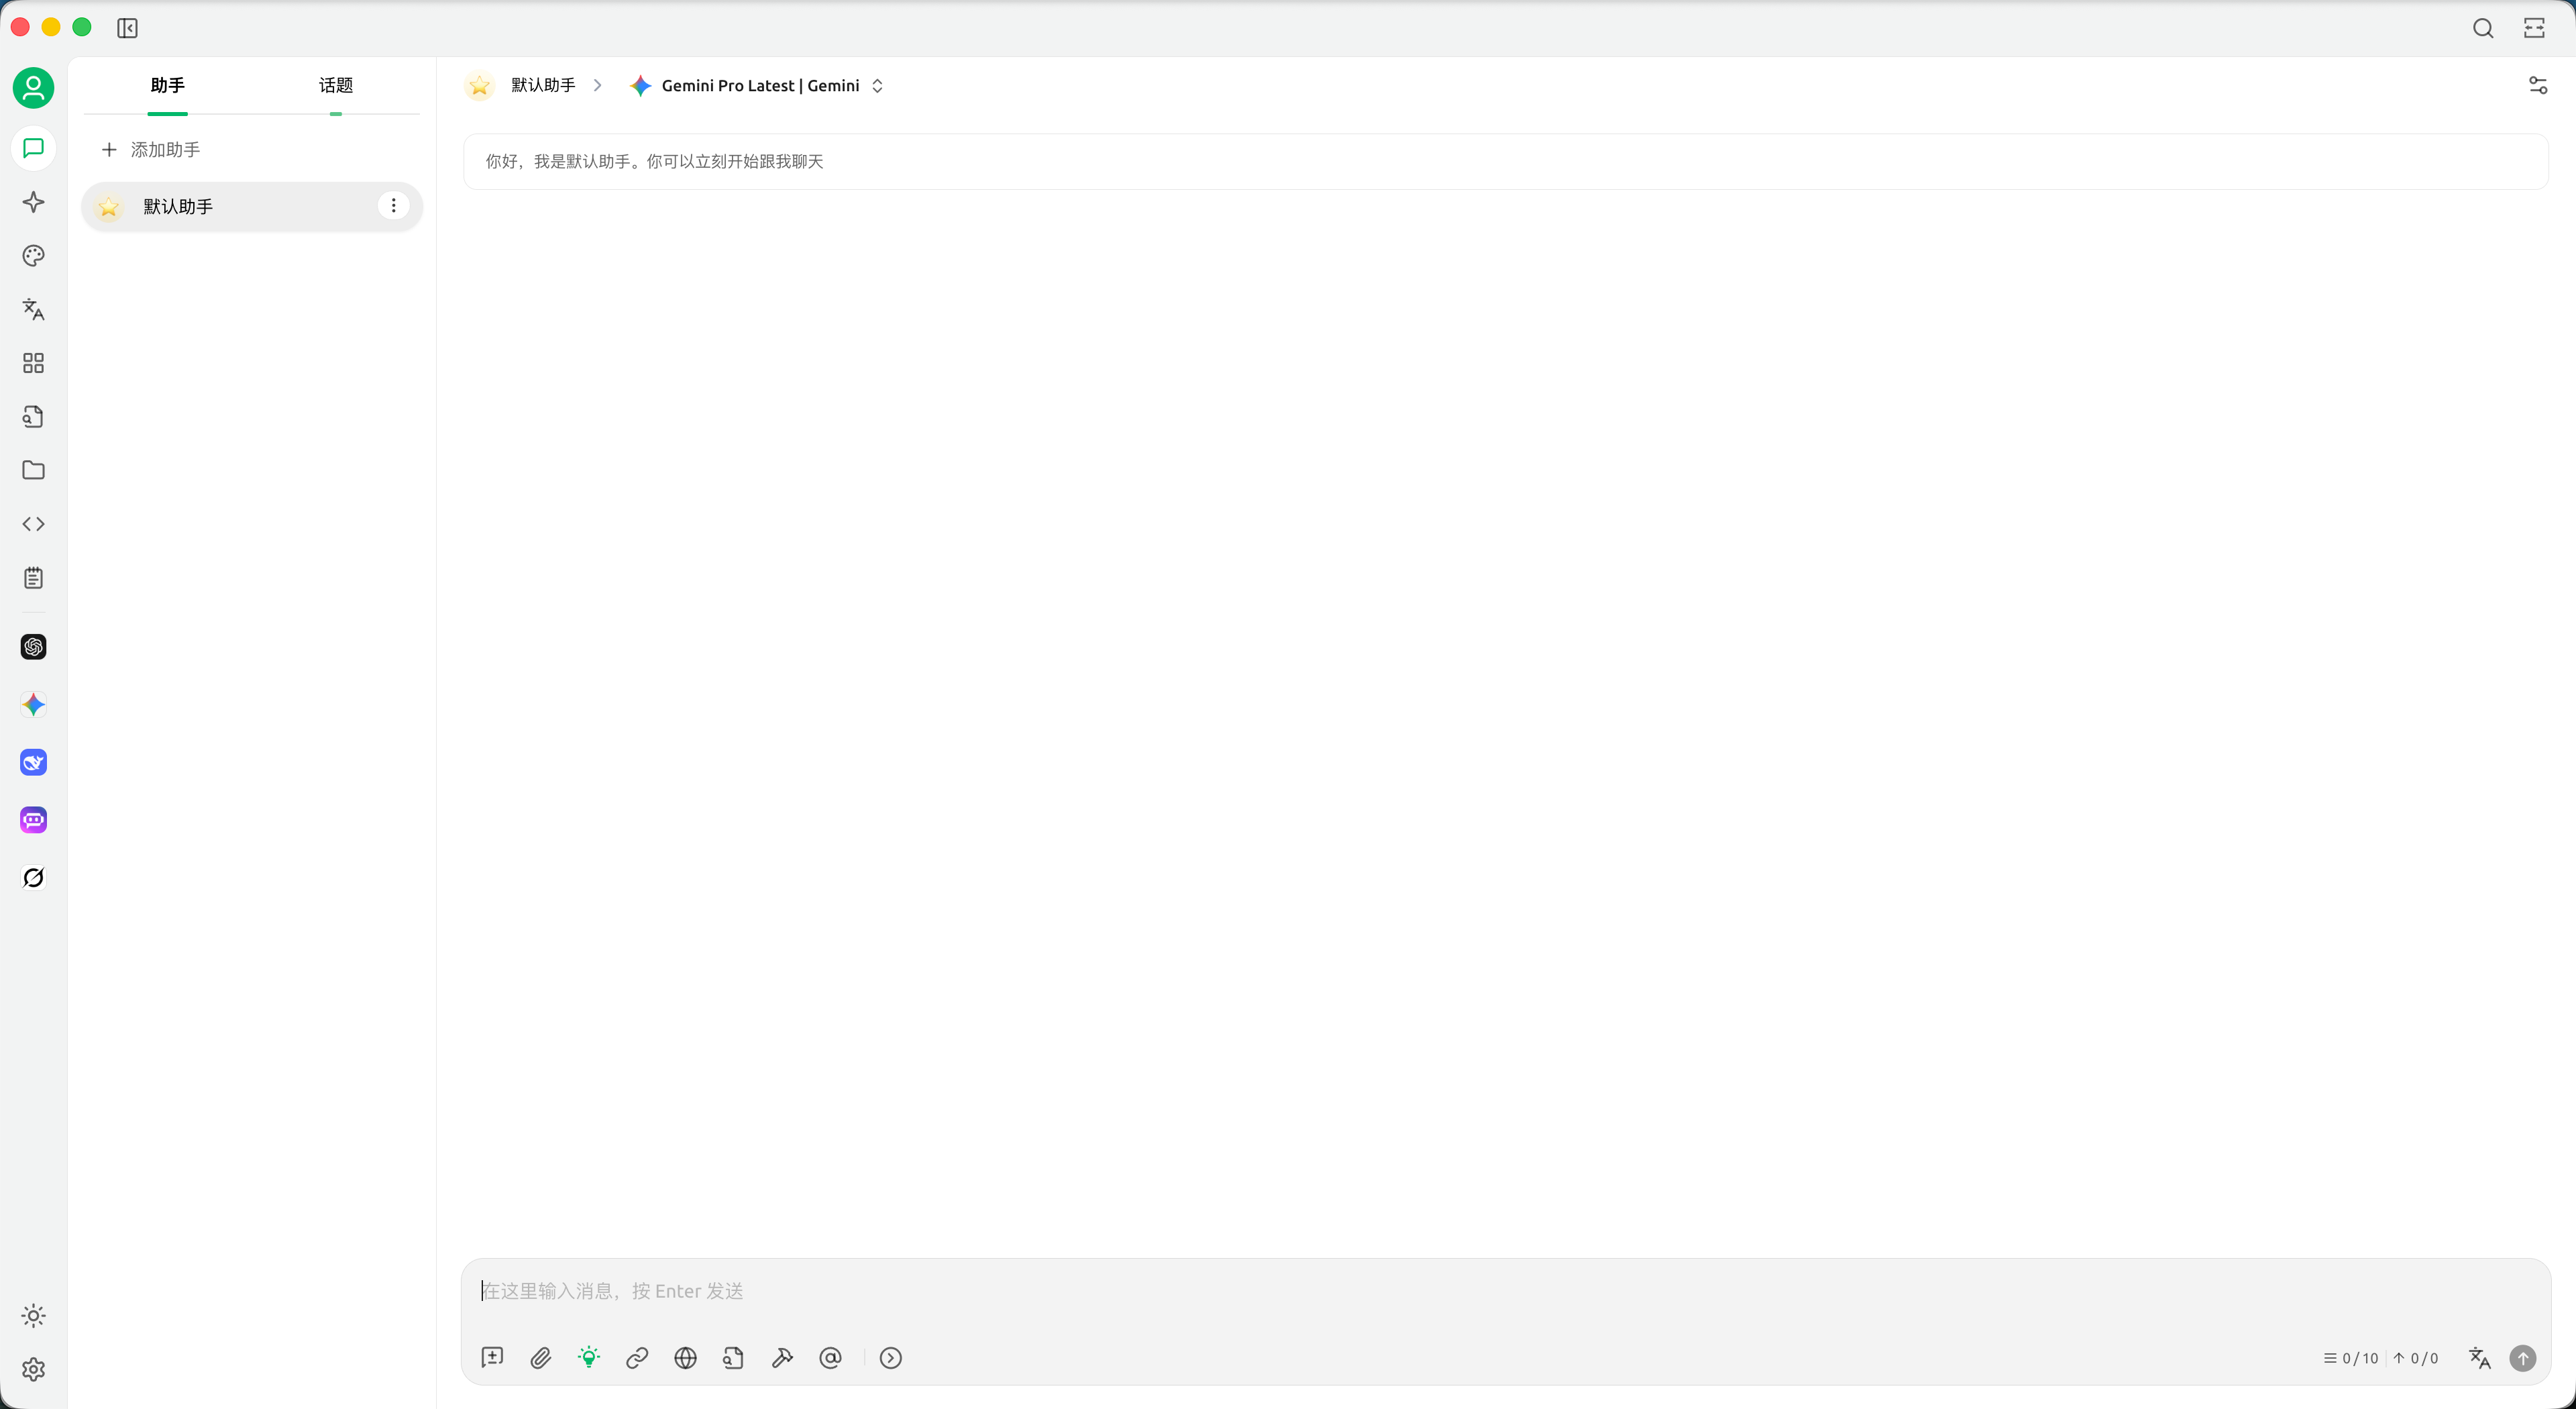 助手
话题
添加助手
默认助手
默认助手
Gemini Pro Latest | Gemini
你好，我是默认助手。你可以立刻开始跟我聊天
在这里输入消息，按 Enter 发送
0 / 10
0 / 0